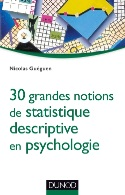 Nicolas Guéguen
30 grandes notions
de statistique
descriptive
en psychologie
DUNOD